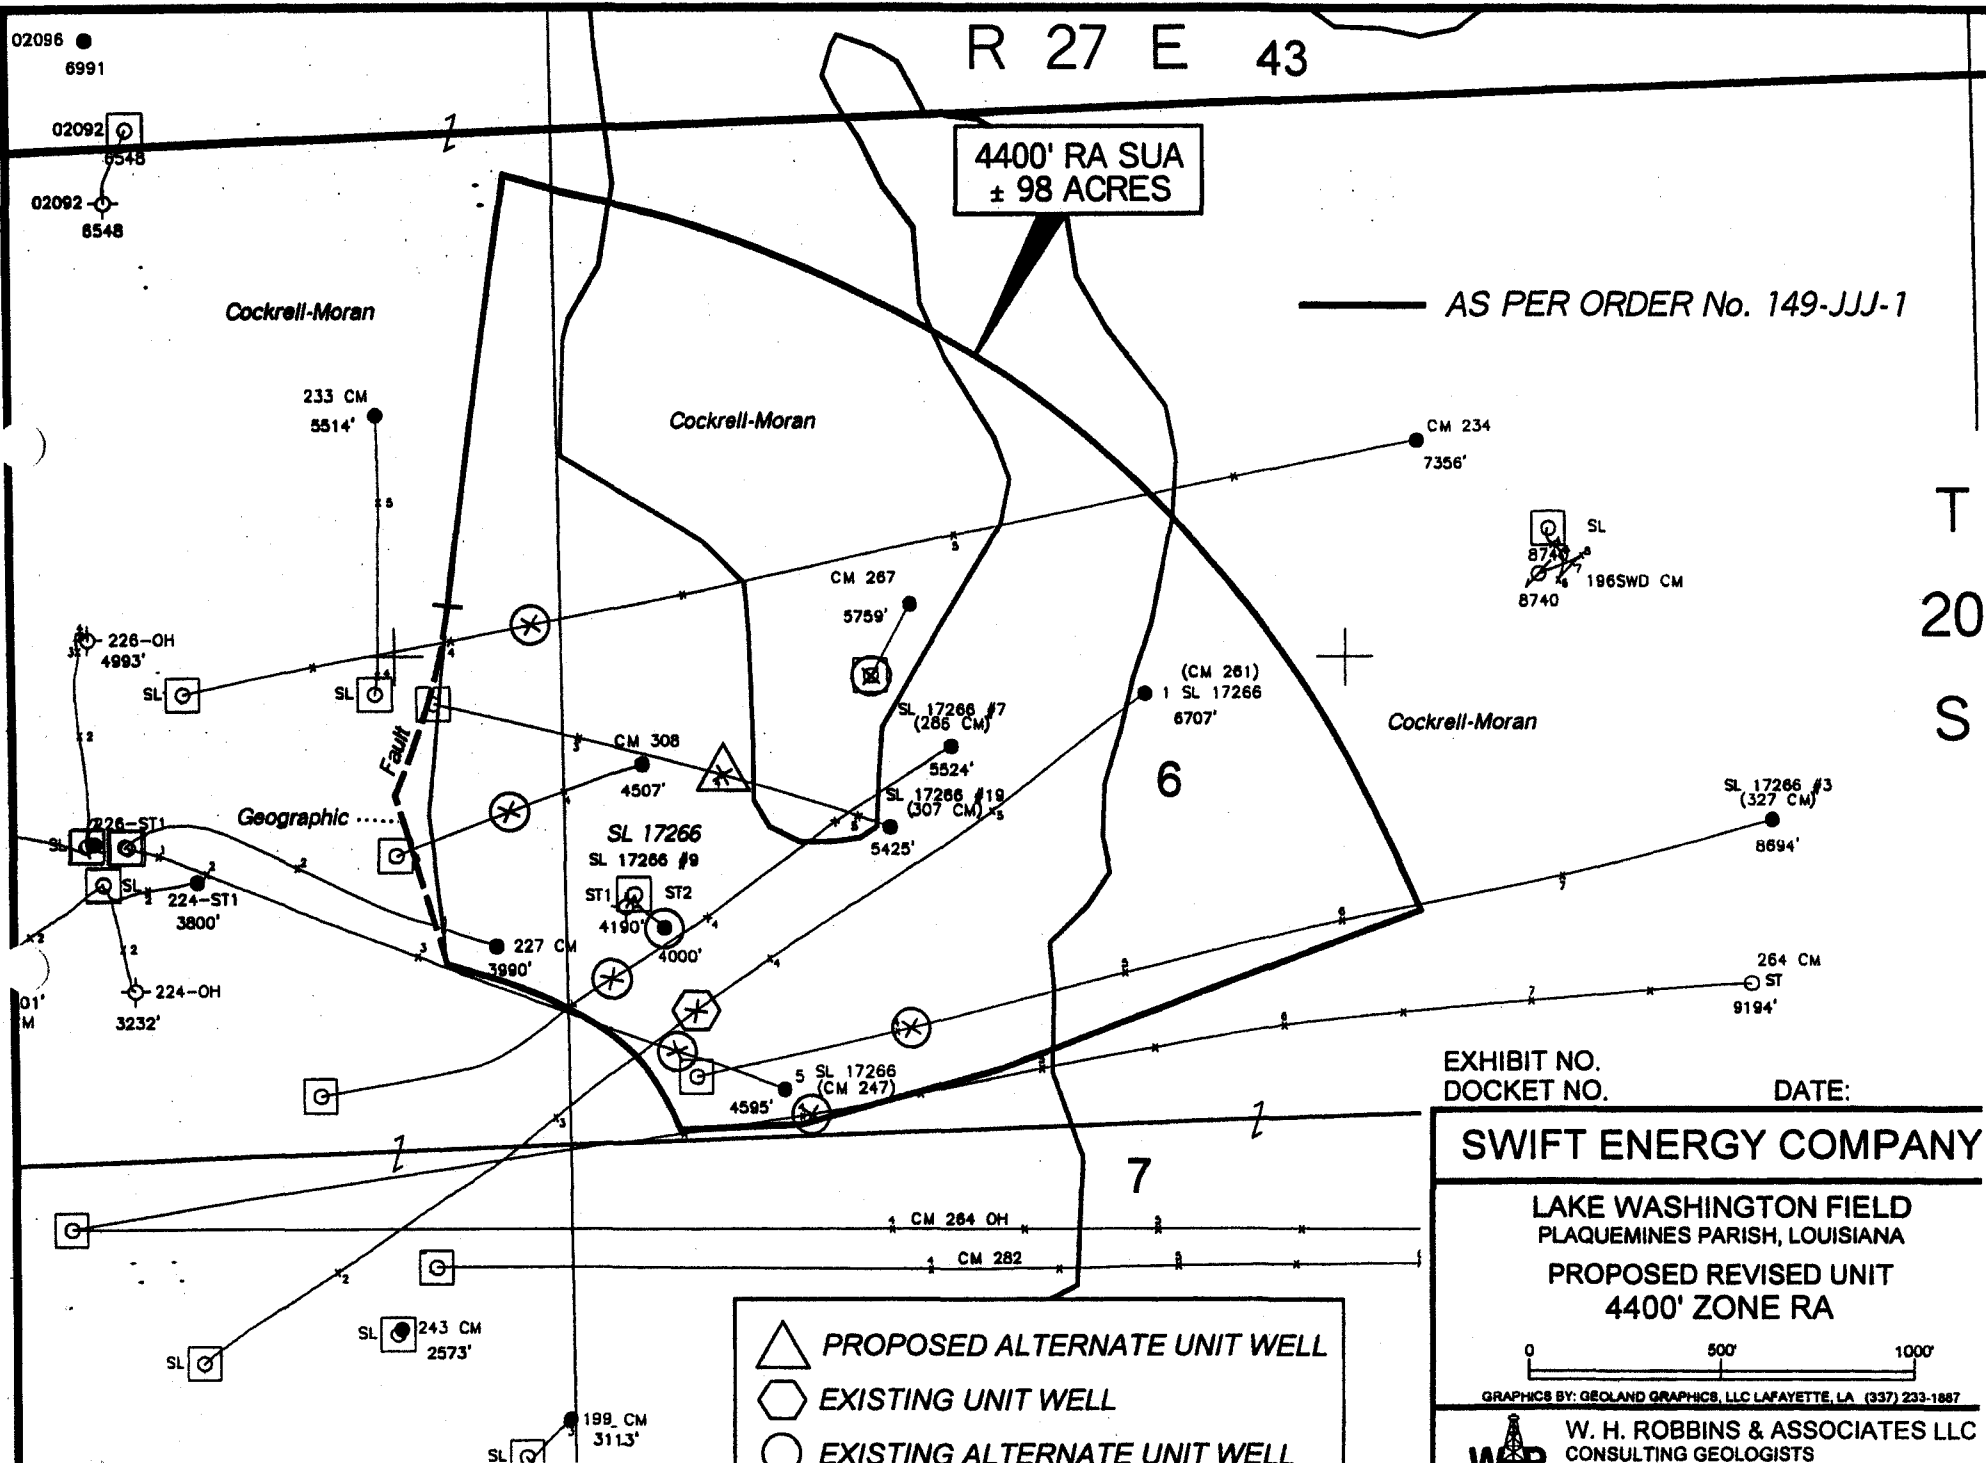 02096
6991
R 27 E 43
02092
6548
02092
6548
4400' RA SUA
± 98 ACRES
Cockrell-Moran
AS PER ORDER No. 149-JJJ-1
233 CM
5514'
Cockrell-Moran
CM 234
7356'
T
20
S
SL
8740
196SWD CM
8740
CM 267
5759'
226-OH
4993'
SL
SL
(CM 261)
1 SL 17266
6707'
Cockrell-Moran
SL 17266 #7
(286 CM)
5524'
Fault
CM 308
4507'
6
SL 17266 #19
(307 CM)
5425'
SL 17266 #3
(327 CM)
8694'
Geographic
226-ST1
SL
SL 17266
SL 17266 #9
ST1
ST2
4190'
4000'
SL
224-ST1
3800'
227 CM
3990'
264 CM
ST
9194'
224-OH
3232'
01'
M
5 SL 17266
(CM 247)
4595'
EXHIBIT NO.
DOCKET NO. DATE:
7
SWIFT ENERGY COMPANY
LAKE WASHINGTON FIELD
PLAQUEMINES PARISH, LOUISIANA
PROPOSED REVISED UNIT
4400' ZONE RA
0 500' 1000'
GRAPHICS BY: GEOLAND GRAPHICS, LLC LAFAYETTE, LA (337) 233-1887
W. H. ROBBINS & ASSOCIATES LLC
CONSULTING GEOLOGISTS
CM 264 OH
CM 282
SL
243 CM
2573'
SL
199 CM
3113'
SL
PROPOSED ALTERNATE UNIT WELL
EXISTING UNIT WELL
EXISTING ALTERNATE UNIT WELL